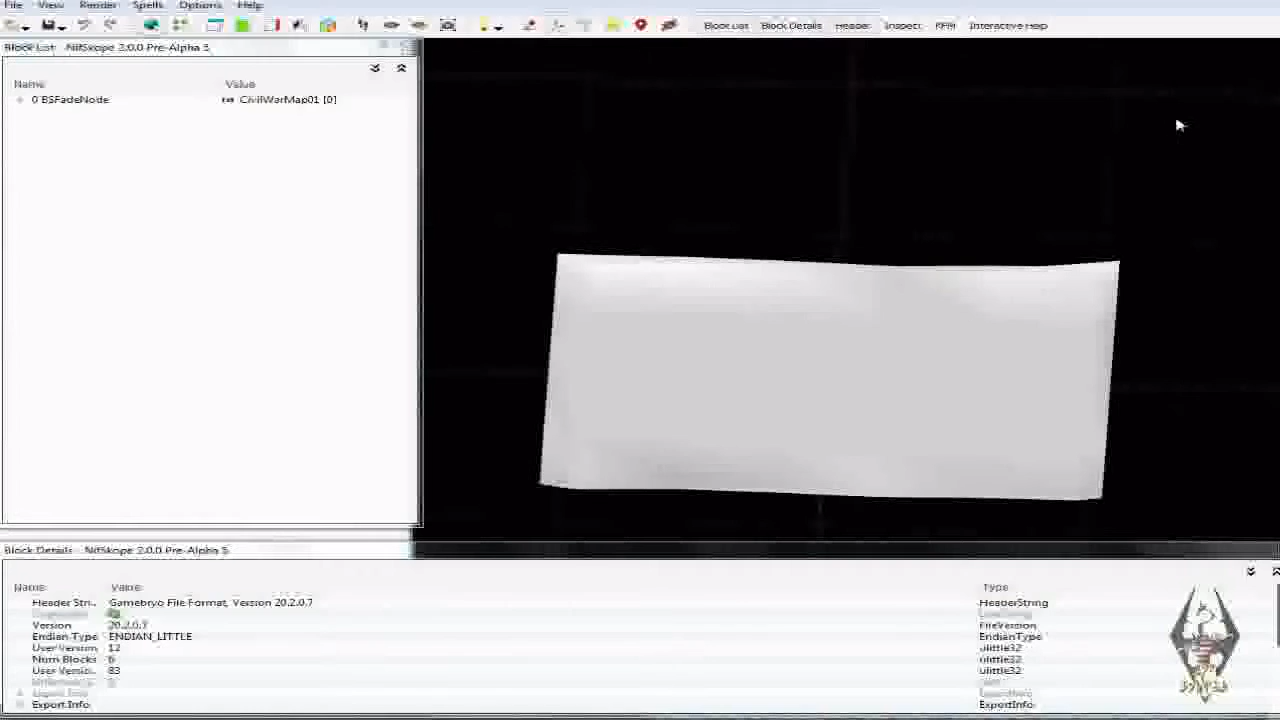 File View Render Spells Options Help
Block List Block Details Header Inspect KFM Interactive Help
Block List - NifSkope 2.0.0 Pre-Alpha 5
Name Value
0 BSFadeNode Txt CivilWarMap01 [0]
Block Details - NifSkope 2.0.0 Pre-Alpha 5
Name Value Type
Header Stri... Gamebryo File Format, Version 20.2.0.7 HeaderString
Version 20.2.0.7 FileVersion
Endian Type ENDIAN_LITTLE EndianType
User Version 12 ulittle32
Num Blocks 6 ulittle32
User Versio... 83 ulittle32
Export Info ExportInfo